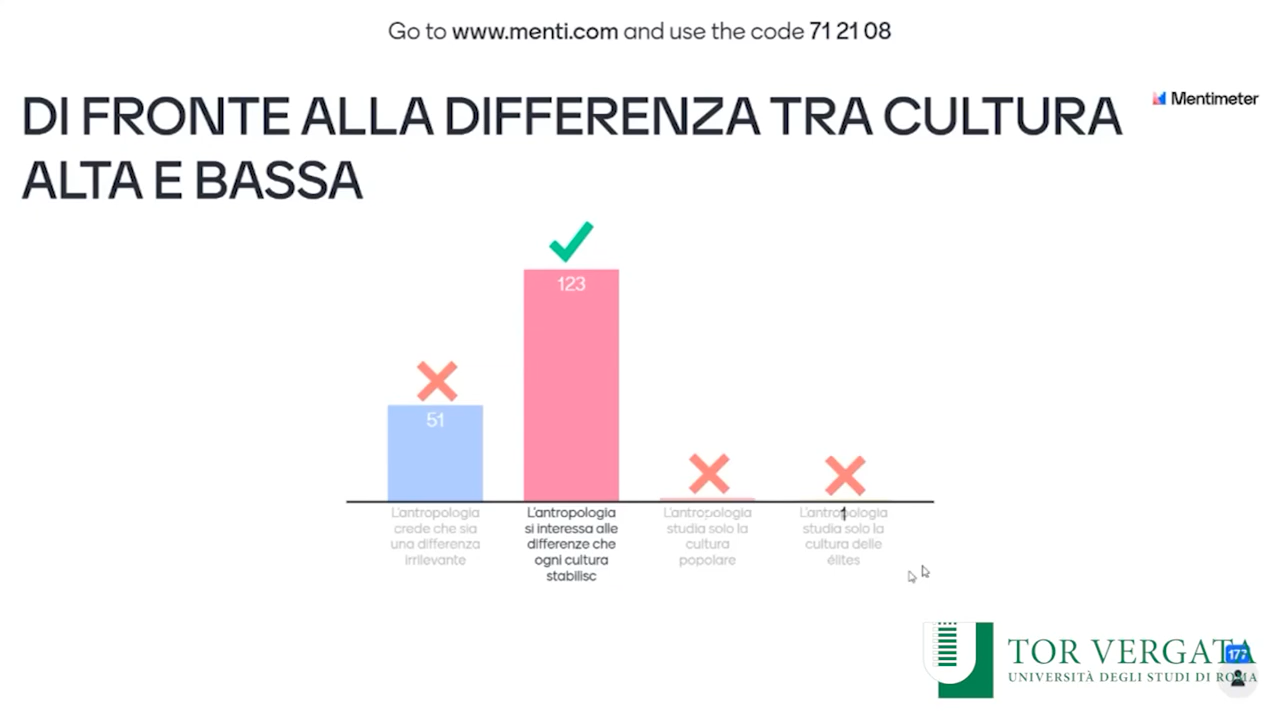 Go to www.menti.com and use the code 71 21 08
DI FRONTE ALLA DIFFERENZA TRA CULTURA
ALTA E BASSA
Mentimeter
123
51
1
L'antropologia
crede che sia
una differenza
irrilevante
L'antropologia
si interessa alle
differenze che
ogni cultura
stabilisc
L'antropologia
studia solo la
cultura
popolare
L'antropologia
studia solo la
cultura delle
élites
TOR VERGATA
177
UNIVERSITÀ DEGLI STUDI DI ROMA